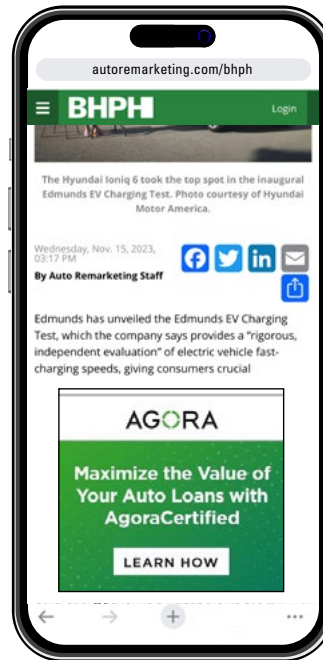 autoremarketing.com/bhph
BHPH
Login
The Hyundai Ioniq 6 took the top spot in the inaugural
Edmunds EV Charging Test. Photo courtesy of Hyundai
Motor America.
Wednesday, Nov. 15, 2023,
03:17 PM
By Auto Remarketing Staff
Edmunds has unveiled the Edmunds EV Charging
Test, which the company says provides a “rigorous,
independent evaluation” of electric vehicle fast-
charging speeds, giving consumers crucial
AGORA
Maximize the Value of
Your Auto Loans with
AgoraCertified
LEARN HOW